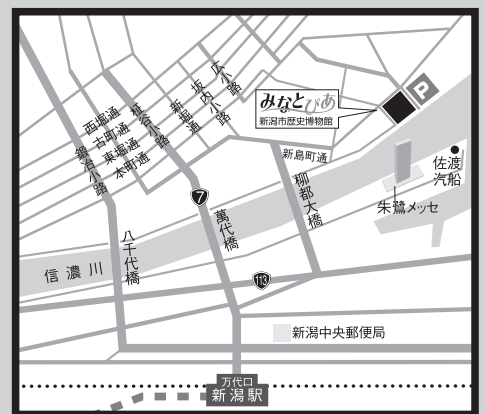 広小路
坂内小路
新堀通
柾谷小路
西堀通
古町通
東堀通
本町通
鍛冶小路
みなとぴあ
新潟市歴史博物館
P
新島町通
柳都大橋
佐渡
汽船
朱鷺メッセ
7
萬代橋
八千代橋
信濃川
113
新潟中央郵便局
万代口
新潟駅